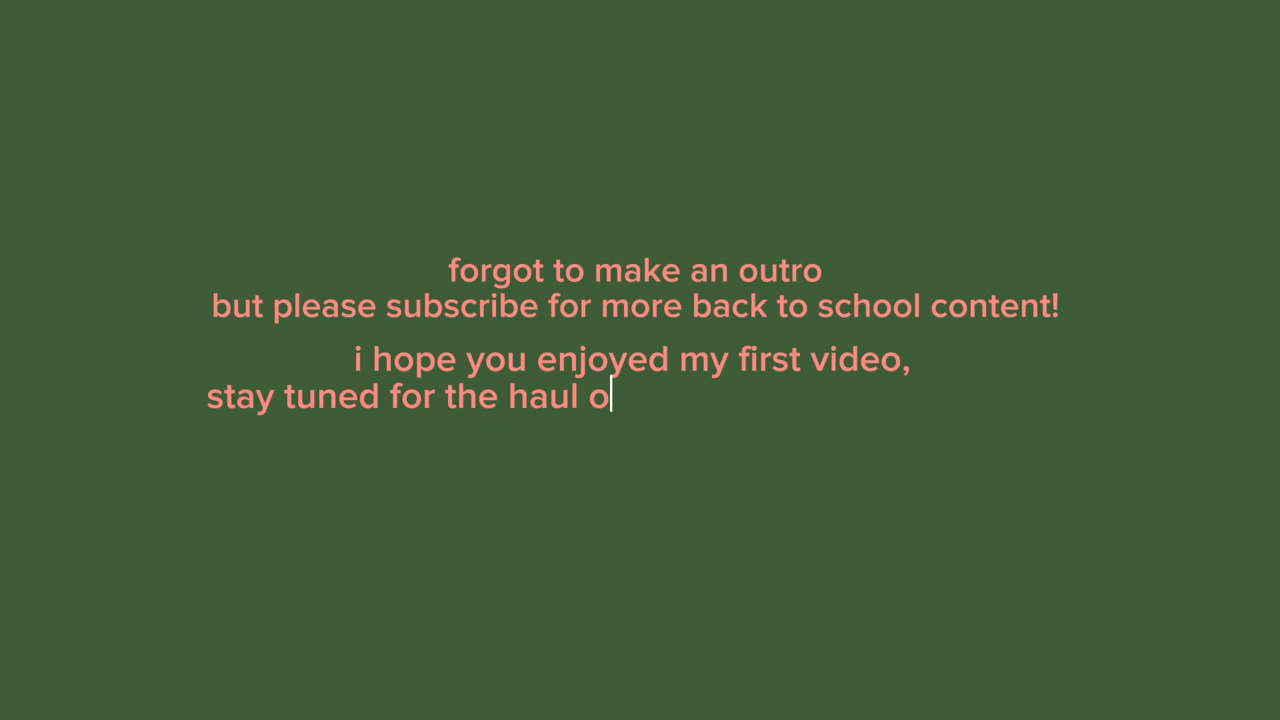 forgot to make an outro
but please subscribe for more back to school content!
i hope you enjoyed my first video,
stay tuned for the haul o